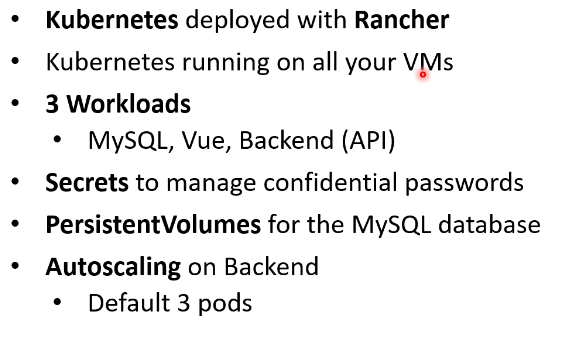 • Kubernetes deployed with Rancher
• Kubernetes running on all your VMs
• 3 Workloads
• MySQL, Vue, Backend (API)
• Secrets to manage confidential passwords
• PersistentVolumes for the MySQL database
• Autoscaling on Backend
• Default 3 pods